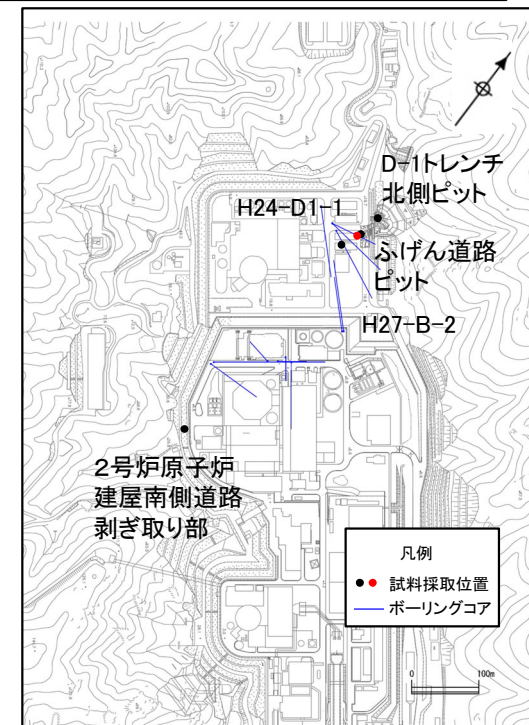 D-1トレンチ
北側ピット
H24-D1-1
ふげん道路
ピット
H27-B-2
2号炉原子炉
建屋南側道路
剥ぎ取り部
凡例
試料採取位置
ボーリングコア
0 100m